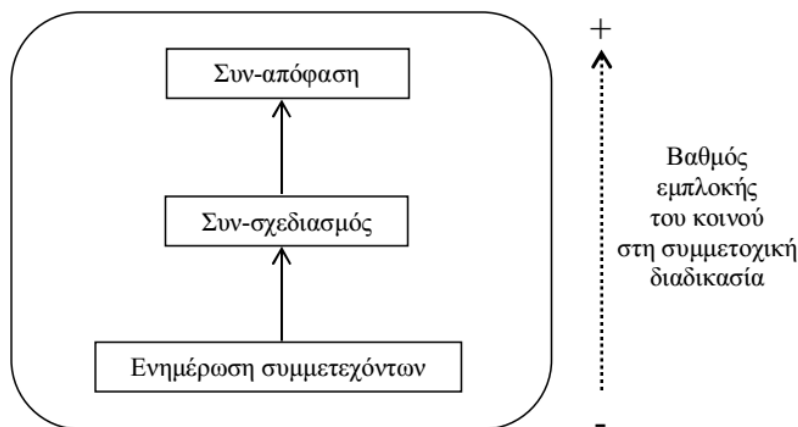 Συν-απόφαση
Συν-σχεδιασμός
Ενημέρωση συμμετεχόντων
+
Βαθμός
εμπλοκής
του κοινού
στη συμμετοχική
διαδικασία
-